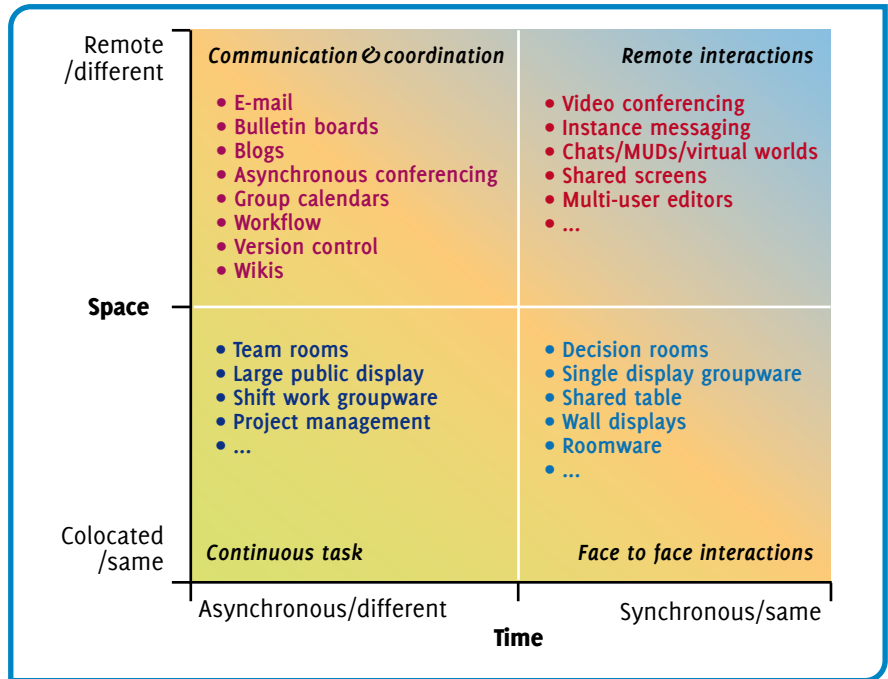 Remote
/different
Communication & coordination
• E-mail
• Bulletin boards
• Blogs
• Asynchronous conferencing
• Group calendars
• Workflow
• Version control
• Wikis
Remote interactions
• Video conferencing
• Instance messaging
• Chats/MUDs/virtual worlds
• Shared screens
• Multi-user editors
• ...
Space
• Team rooms
• Large public display
• Shift work groupware
• Project management
• ...
• Decision rooms
• Single display groupware
• Shared table
• Wall displays
• Roomware
• ...
Colocated
/same
Continuous task
Face to face interactions
Asynchronous/different
Synchronous/same
Time